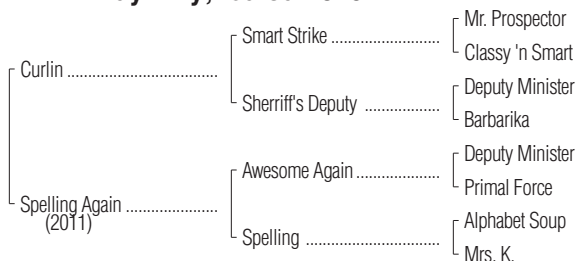 Mr. Prospector
Smart Strike
Classy 'n Smart
Curlin
Deputy Minister
Sherriff's Deputy
Barbarika
Deputy Minister
Awesome Again
Primal Force
Spelling Again
(2011)
Alphabet Soup
Spelling
Mrs. K.